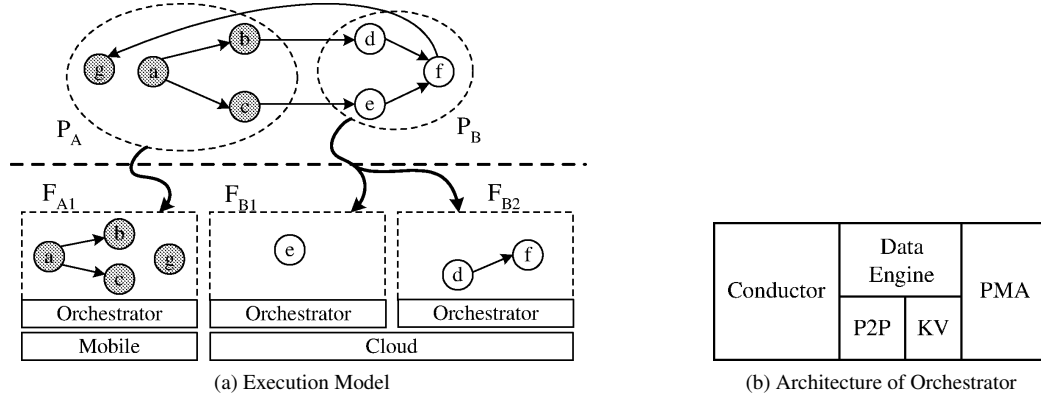 b
d
g
a
f
c
e
P_A
P_B
F_A1
F_B1
F_B2
b
a
g
e
f
c
d
Orchestrator
Orchestrator
Orchestrator
Mobile
Cloud
(a) Execution Model
Conductor
Data
Engine
PMA
P2P
KV
(b) Architecture of Orchestrator